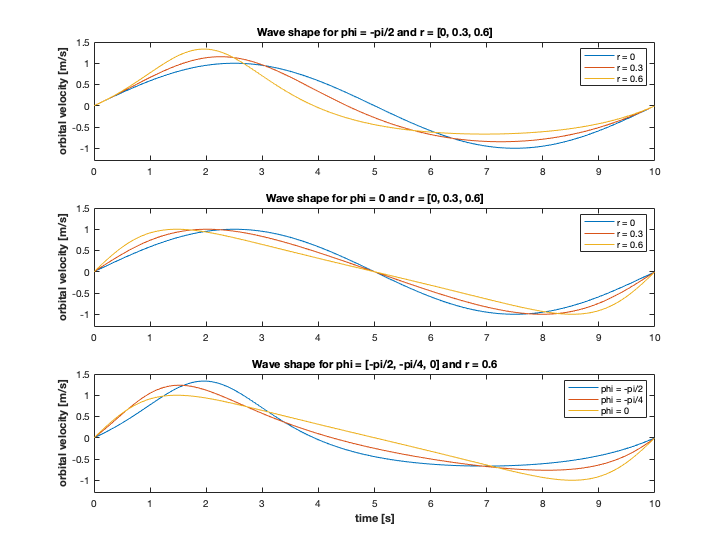 Wave shape for phi = -pi/2 and r = [0, 0.3, 0.6]
orbital velocity [m/s]
1.5
1
0.5
0
-0.5
-1
r = 0
r = 0.3
r = 0.6
0 1 2 3 4 5 6 7 8 9 10
Wave shape for phi = 0 and r = [0, 0.3, 0.6]
orbital velocity [m/s]
1.5
1
0.5
0
-0.5
-1
r = 0
r = 0.3
r = 0.6
0 1 2 3 4 5 6 7 8 9 10
Wave shape for phi = [-pi/2, -pi/4, 0] and r = 0.6
orbital velocity [m/s]
1.5
1
0.5
0
-0.5
-1
phi = -pi/2
phi = -pi/4
phi = 0
0 1 2 3 4 5 6 7 8 9 10
time [s]